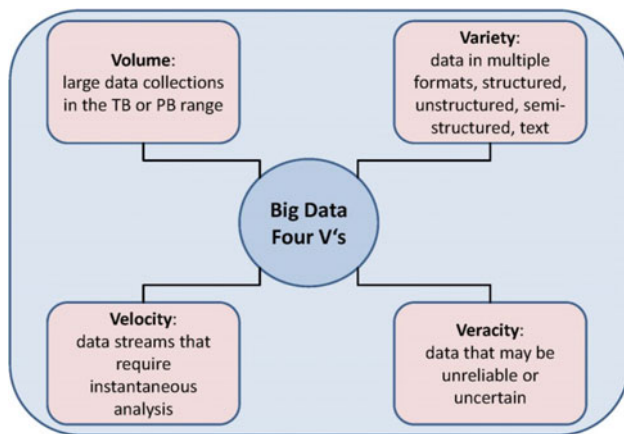 Volume:
large data collections
in the TB or PB range
Variety:
data in multiple
formats, structured,
unstructured, semi-
structured, text
Big Data
Four V‘s
Velocity:
data streams that
require
instantaneous
analysis
Veracity:
data that may be
unreliable or
uncertain